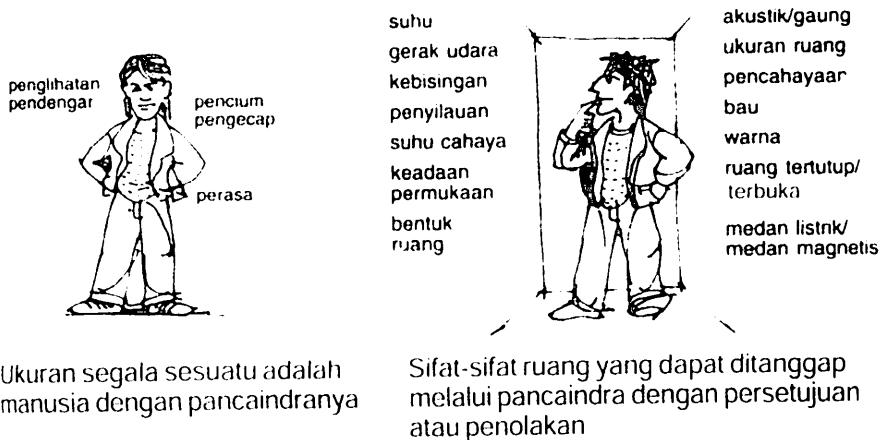 penglihatan
pendengar
pencium
pengecap
perasa
Ukuran segala sesuatu adalah
manusia dengan pancaindranya
suhu
gerak udara
kebisingan
penyilauan
suhu cahaya
keadaan
permukaan
bentuk
ruang
akustik/gaung
ukuran ruang
pencahayaar
bau
warna
ruang tertutup/
terbuka
medan listrik/
medan magnetis
Sifat-sifat ruang yang dapat ditanggap
melalui pancaindra dengan persetujuan
atau penolakan